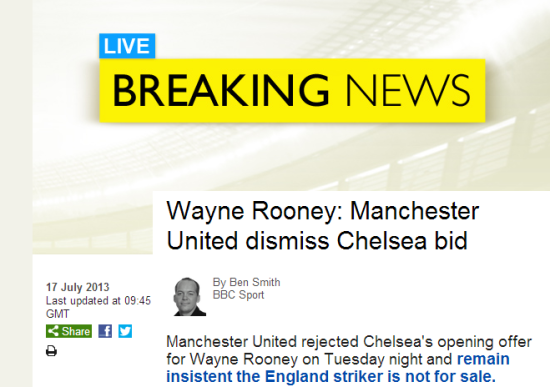 LIVE
BREAKING NEWS
Wayne Rooney: Manchester
United dismiss Chelsea bid
17 July 2013
Last updated at 09:45
GMT
Share
By Ben Smith
BBC Sport
Manchester United rejected Chelsea's opening offer
for Wayne Rooney on Tuesday night and remain
insistent the England striker is not for sale.